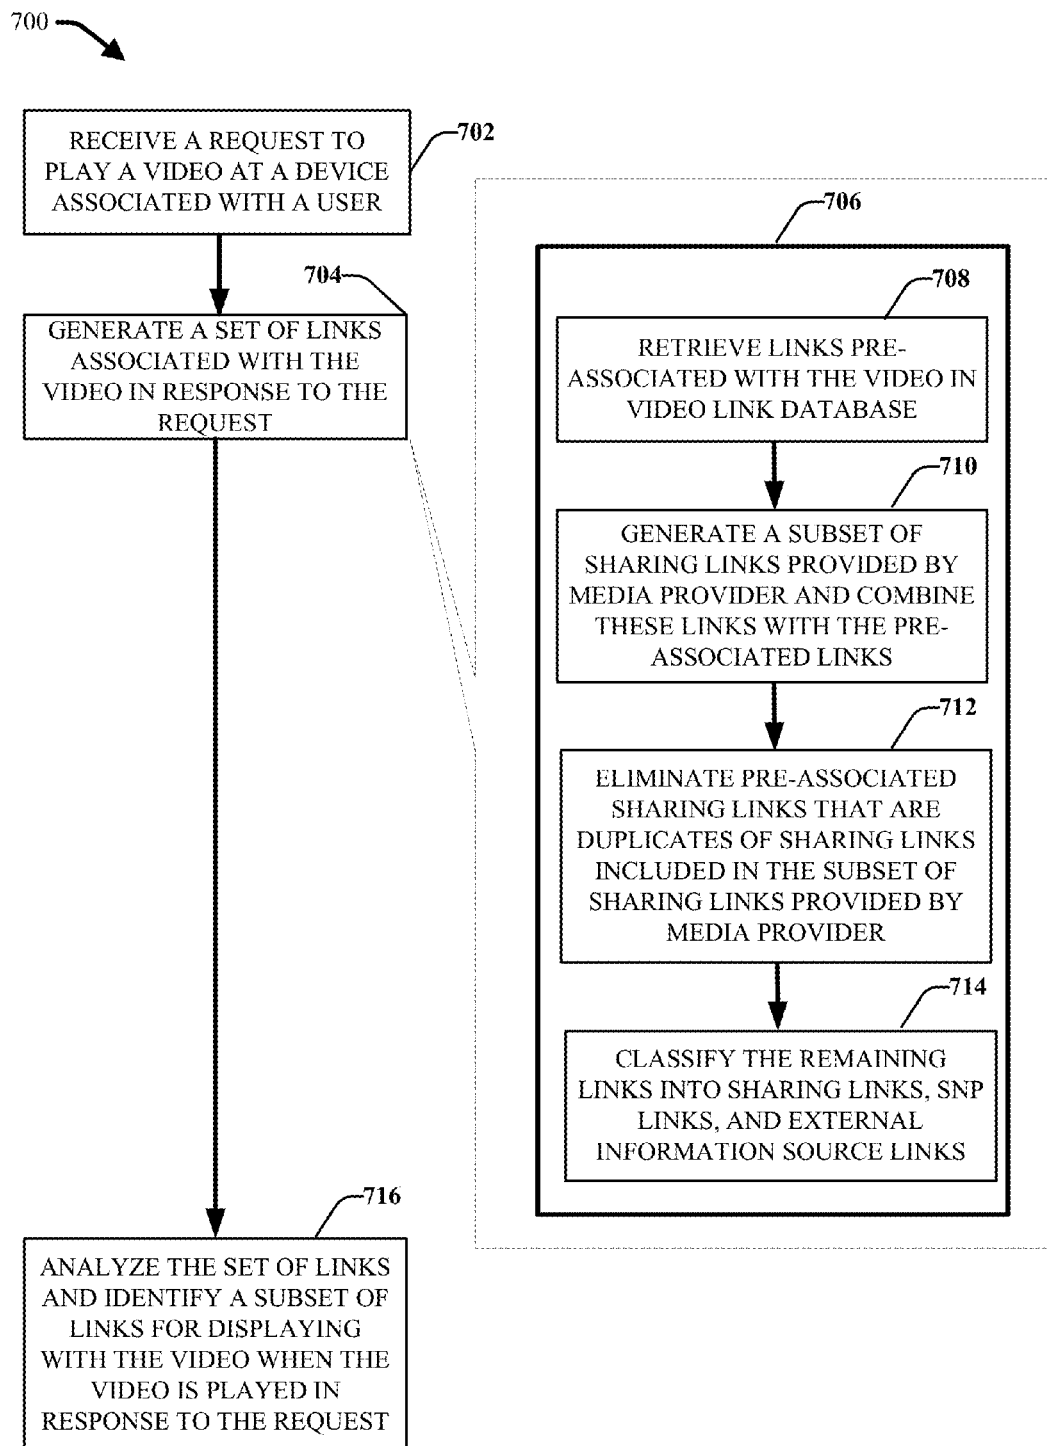 700
702
RECEIVE A REQUEST TO
PLAY A VIDEO AT A DEVICE
ASSOCIATED WITH A USER
704
GENERATE A SET OF LINKS
ASSOCIATED WITH THE
VIDEO IN RESPONSE TO THE
REQUEST
706
708
RETRIEVE LINKS PRE-
ASSOCIATED WITH THE VIDEO IN
VIDEO LINK DATABASE
710
GENERATE A SUBSET OF
SHARING LINKS PROVIDED BY
MEDIA PROVIDER AND COMBINE
THESE LINKS WITH THE PRE-
ASSOCIATED LINKS
712
ELIMINATE PRE-ASSOCIATED
SHARING LINKS THAT ARE
DUPLICATES OF SHARING LINKS
INCLUDED IN THE SUBSET OF
SHARING LINKS PROVIDED BY
MEDIA PROVIDER
714
CLASSIFY THE REMAINING
LINKS INTO SHARING LINKS, SNP
LINKS, AND EXTERNAL
INFORMATION SOURCE LINKS
716
ANALYZE THE SET OF LINKS
AND IDENTIFY A SUBSET OF
LINKS FOR DISPLAYING
WITH THE VIDEO WHEN THE
VIDEO IS PLAYED IN
RESPONSE TO THE REQUEST